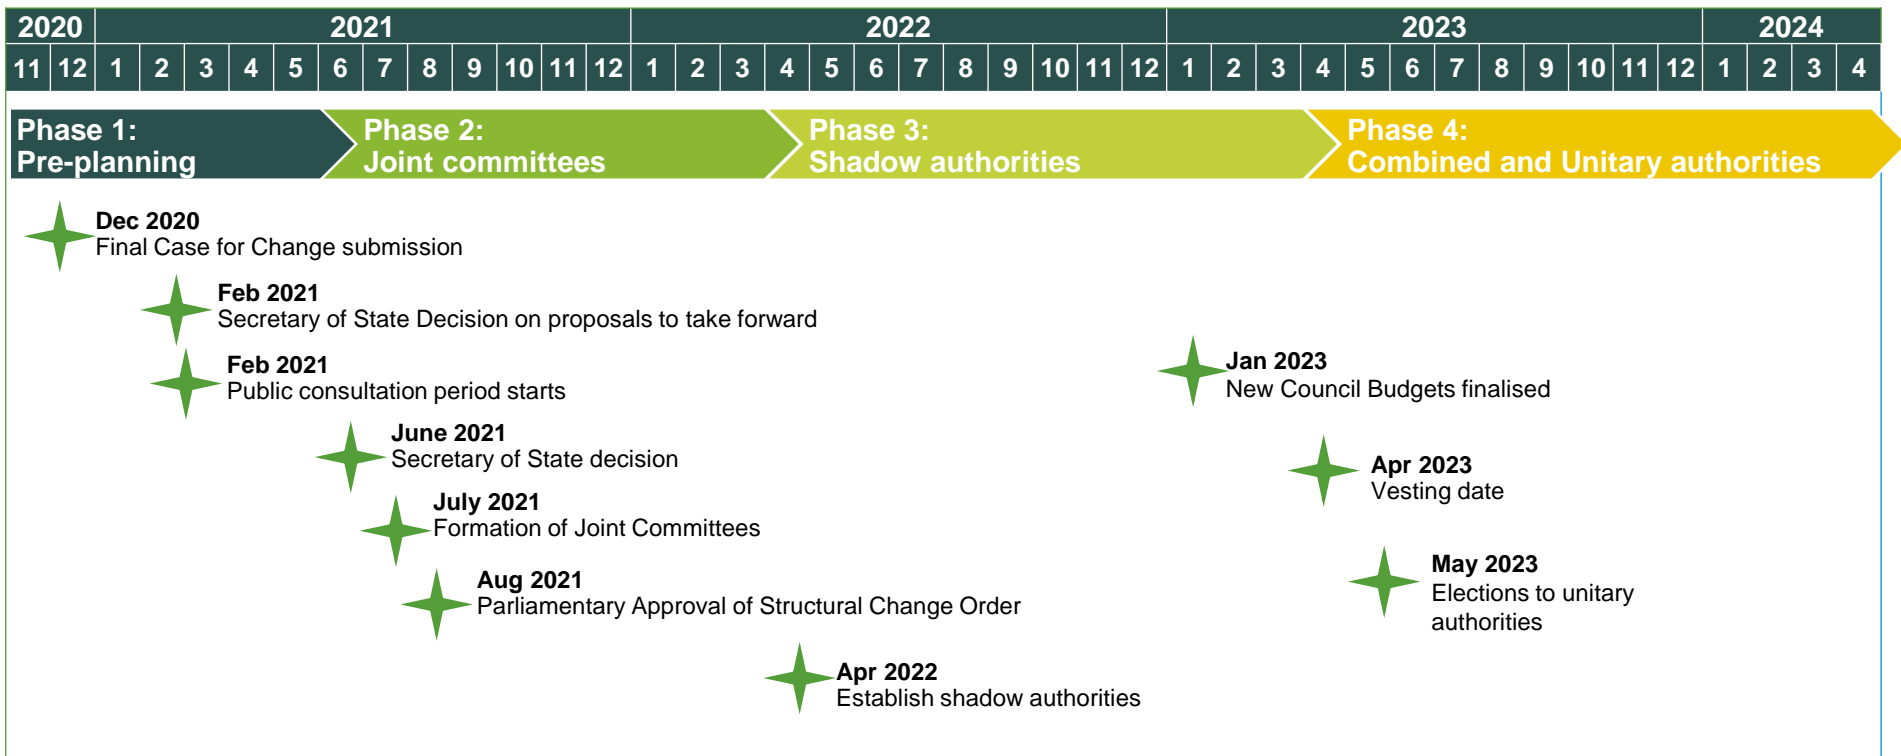 2020 2021 2022 2023 2024
11 12 1 2 3 4 5 6 7 8 9 10 11 12 1 2 3 4 5 6 7 8 9 10 11 12 1 2 3 4 5 6 7 8 9 10 11 12 1 2 3 4
Phase 1:
Pre-planning
Phase 2:
Joint committees
Phase 3:
Shadow authorities
Phase 4:
Combined and Unitary authorities
Dec 2020
Final Case for Change submission
Feb 2021
Secretary of State Decision on proposals to take forward
Feb 2021
Public consultation period starts
June 2021
Secretary of State decision
July 2021
Formation of Joint Committees
Aug 2021
Parliamentary Approval of Structural Change Order
Apr 2022
Establish shadow authorities
Jan 2023
New Council Budgets finalised
Apr 2023
Vesting date
May 2023
Elections to unitary
authorities